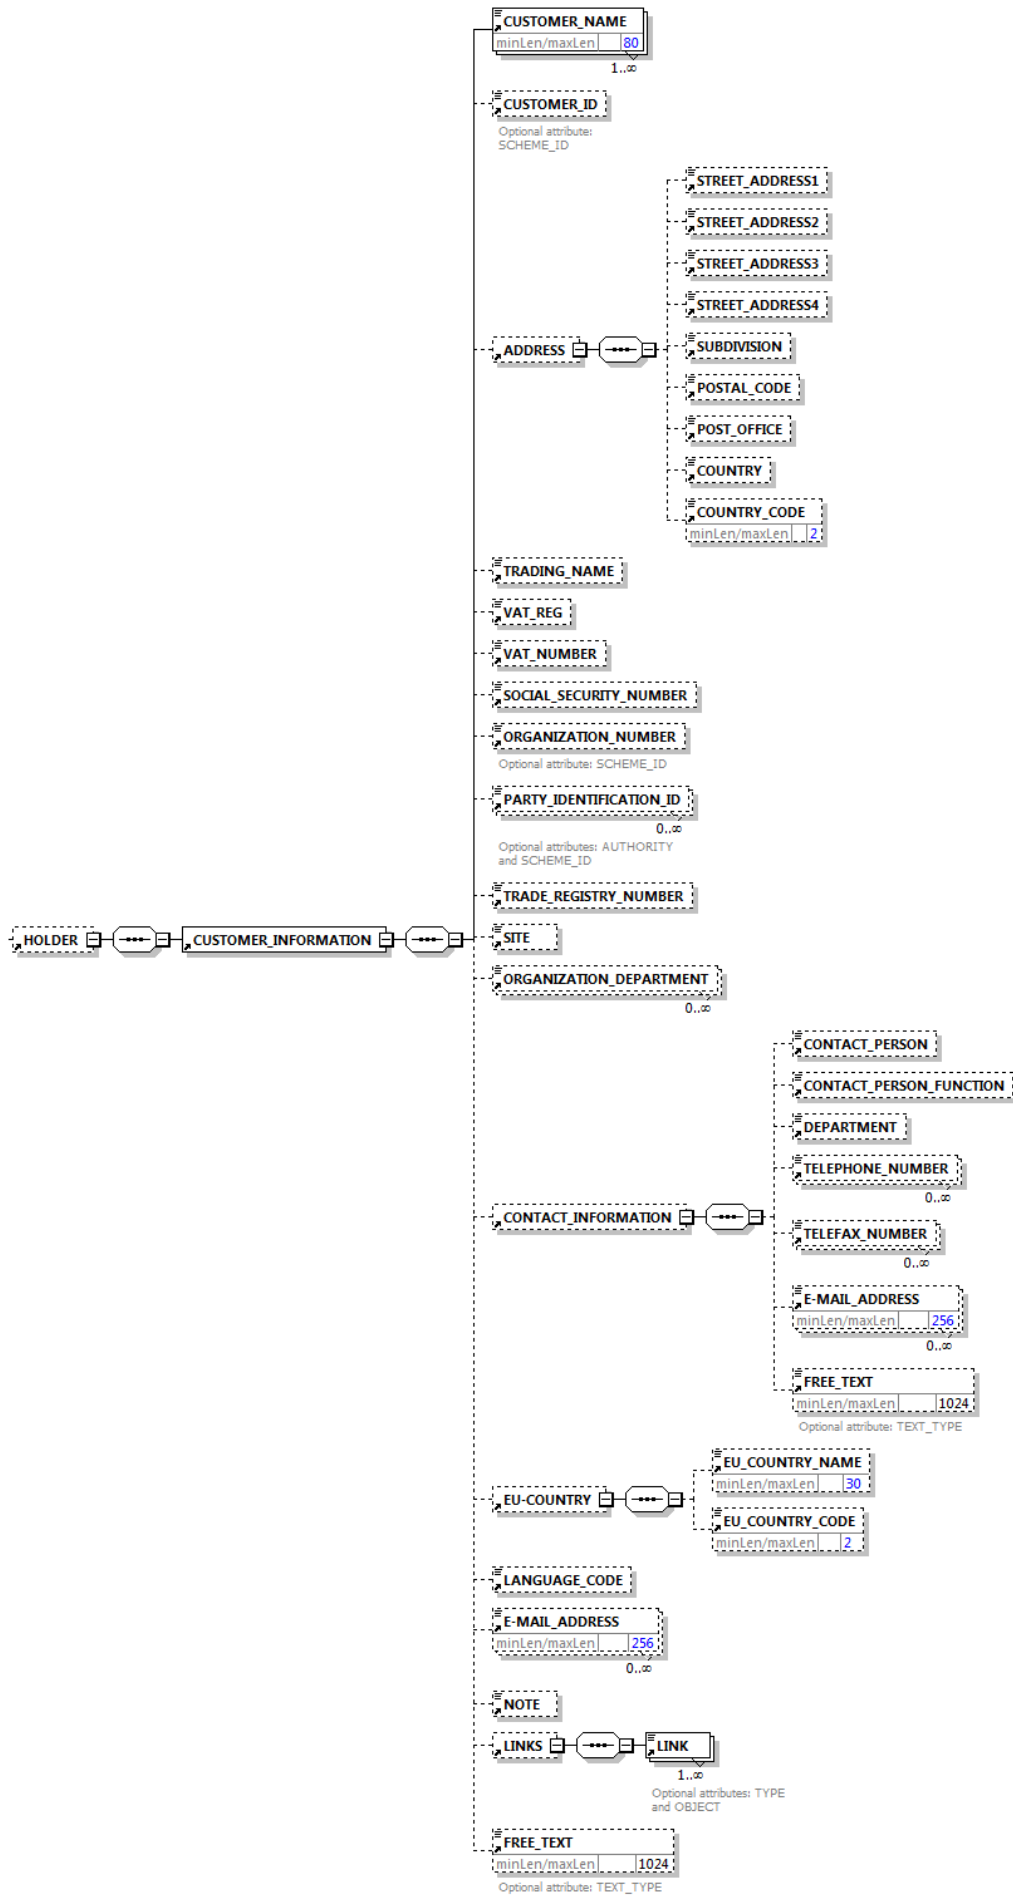 CUSTOMER_NAME
minLen/maxLen 80
1..∞
CUSTOMER_ID
Optional attribute:
SCHEME_ID
STREET_ADDRESS1
STREET_ADDRESS2
STREET_ADDRESS3
STREET_ADDRESS4
ADDRESS
SUBDIVISION
POSTAL_CODE
POST_OFFICE
COUNTRY
COUNTRY_CODE
minLen/maxLen 2
TRADING_NAME
VAT_REG
VAT_NUMBER
SOCIAL_SECURITY_NUMBER
ORGANIZATION_NUMBER
Optional attribute: SCHEME_ID
PARTY_IDENTIFICATION_ID
0..∞
Optional attributes: AUTHORITY
and SCHEME_ID
TRADE_REGISTRY_NUMBER
HOLDER
CUSTOMER_INFORMATION
SITE
ORGANIZATION_DEPARTMENT
0..∞
CONTACT_PERSON
CONTACT_PERSON_FUNCTION
DEPARTMENT
TELEPHONE_NUMBER
0..∞
CONTACT_INFORMATION
TELEFAX_NUMBER
0..∞
E-MAIL_ADDRESS
minLen/maxLen 256
0..∞
FREE_TEXT
minLen/maxLen 1024
Optional attribute: TEXT_TYPE
EU_COUNTRY_NAME
minLen/maxLen 30
EU-COUNTRY
EU_COUNTRY_CODE
minLen/maxLen 2
LANGUAGE_CODE
E-MAIL_ADDRESS
minLen/maxLen 256
0..∞
NOTE
LINKS
LINK
1..∞
Optional attributes: TYPE
and OBJECT
FREE_TEXT
minLen/maxLen 1024
Optional attribute: TEXT_TYPE